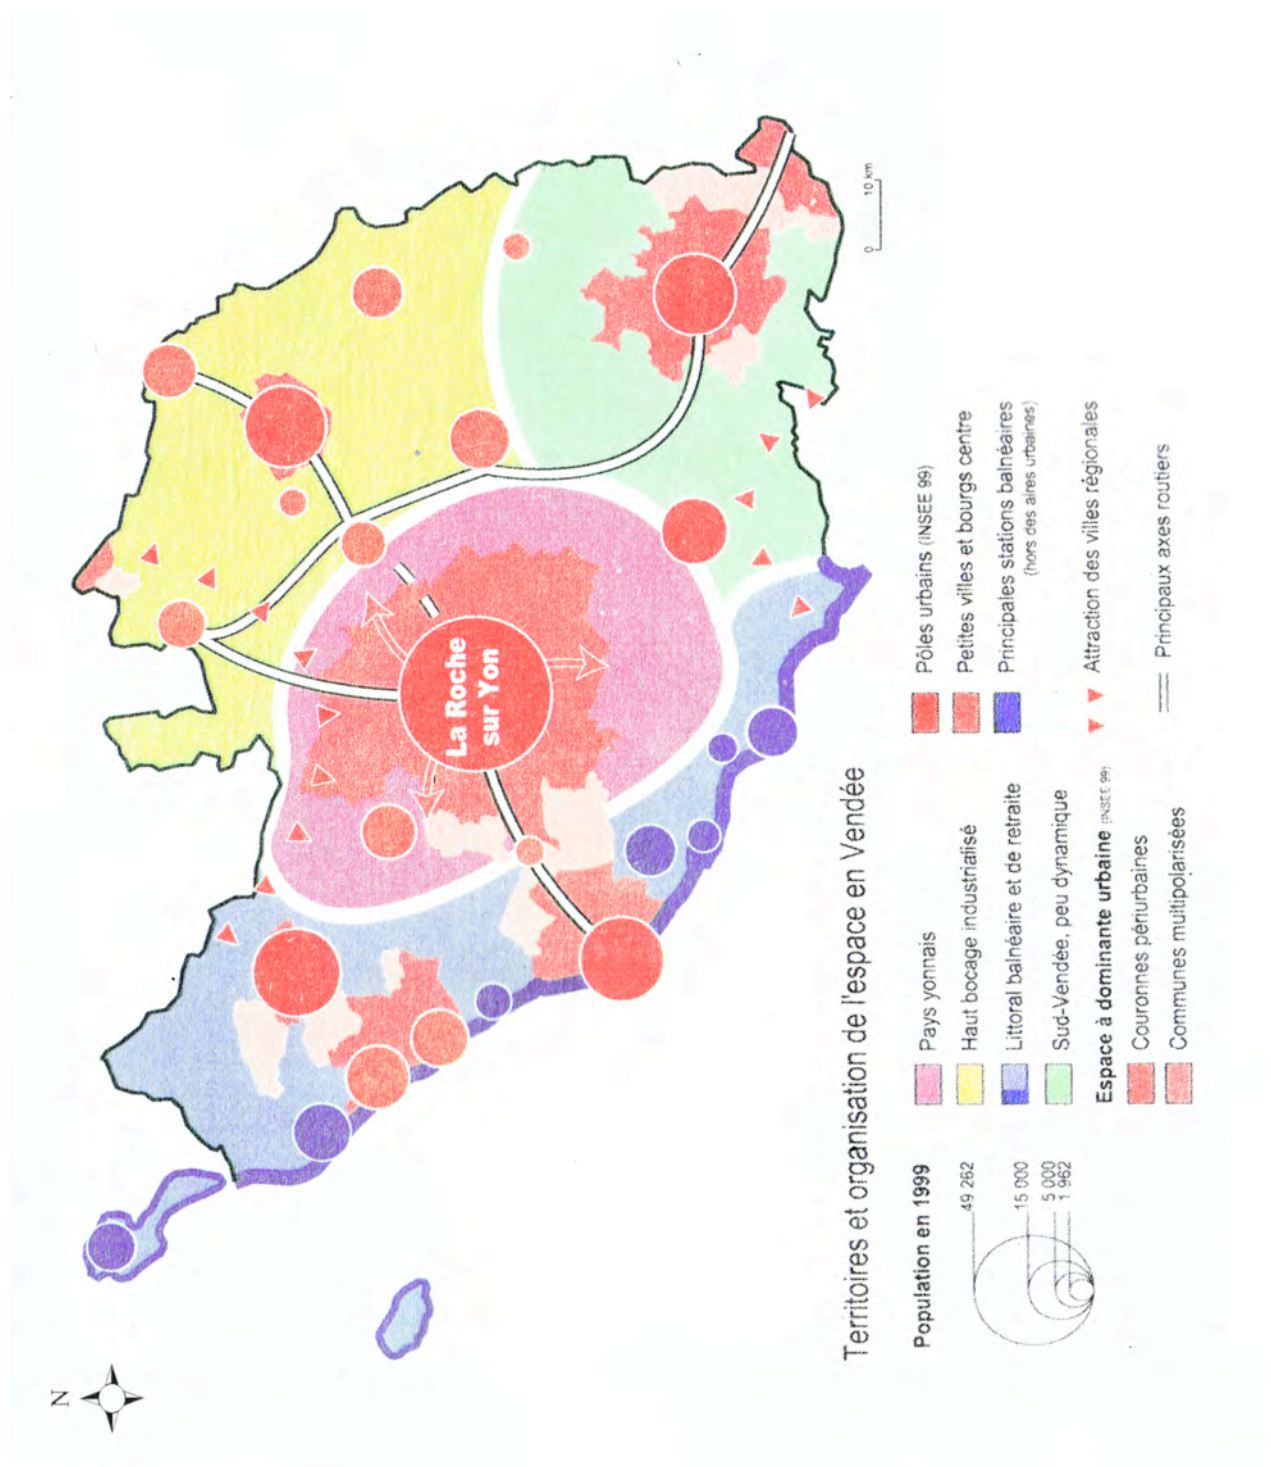 N
La Roche
sur Yon
0 10 km
Territoires et organisation de l'espace en Vendée
Population en 1999
49 262
15 000
5 000
1 962
Pays yonnais
Haut bocage industrialisé
Littoral balnéaire et de retraite
Sud-Vendée, peu dynamique
Espace à dominante urbaine (INSEE 99)
Couronnes périurbaines
Communes multipolarisées
Pôles urbains (INSEE 99)
Petites villes et bourgs centre
Principales stations balnéaires
(hors des aires urbaines)
Attraction des villes régionales
Principaux axes routiers